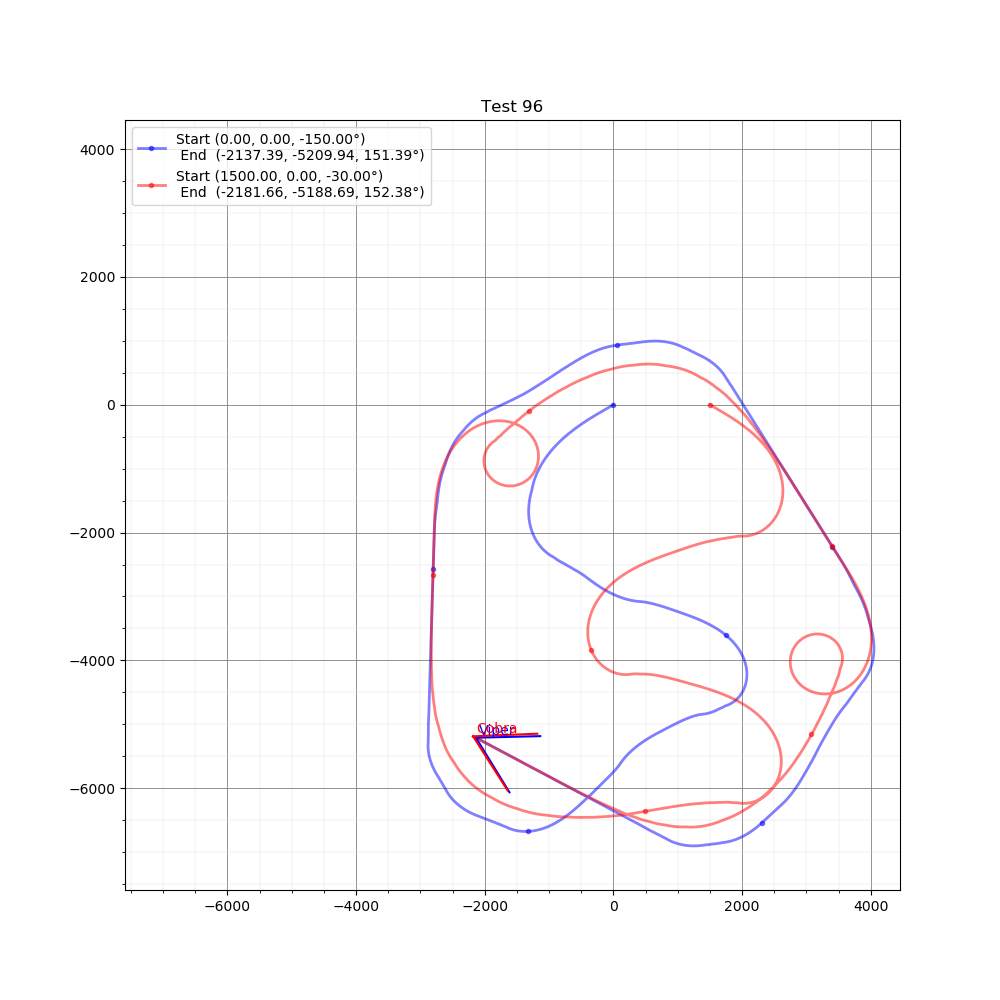 Test 96
Start (0.00, 0.00, -150.00°)
End (-2137.39, -5209.94, 151.39°)
Start (1500.00, 0.00, -30.00°)
End (-2181.66, -5188.69, 152.38°)
4000
2000
0
−2000
−4000
−6000
Cobra
Viper
−6000 −4000 −2000 0 2000 4000